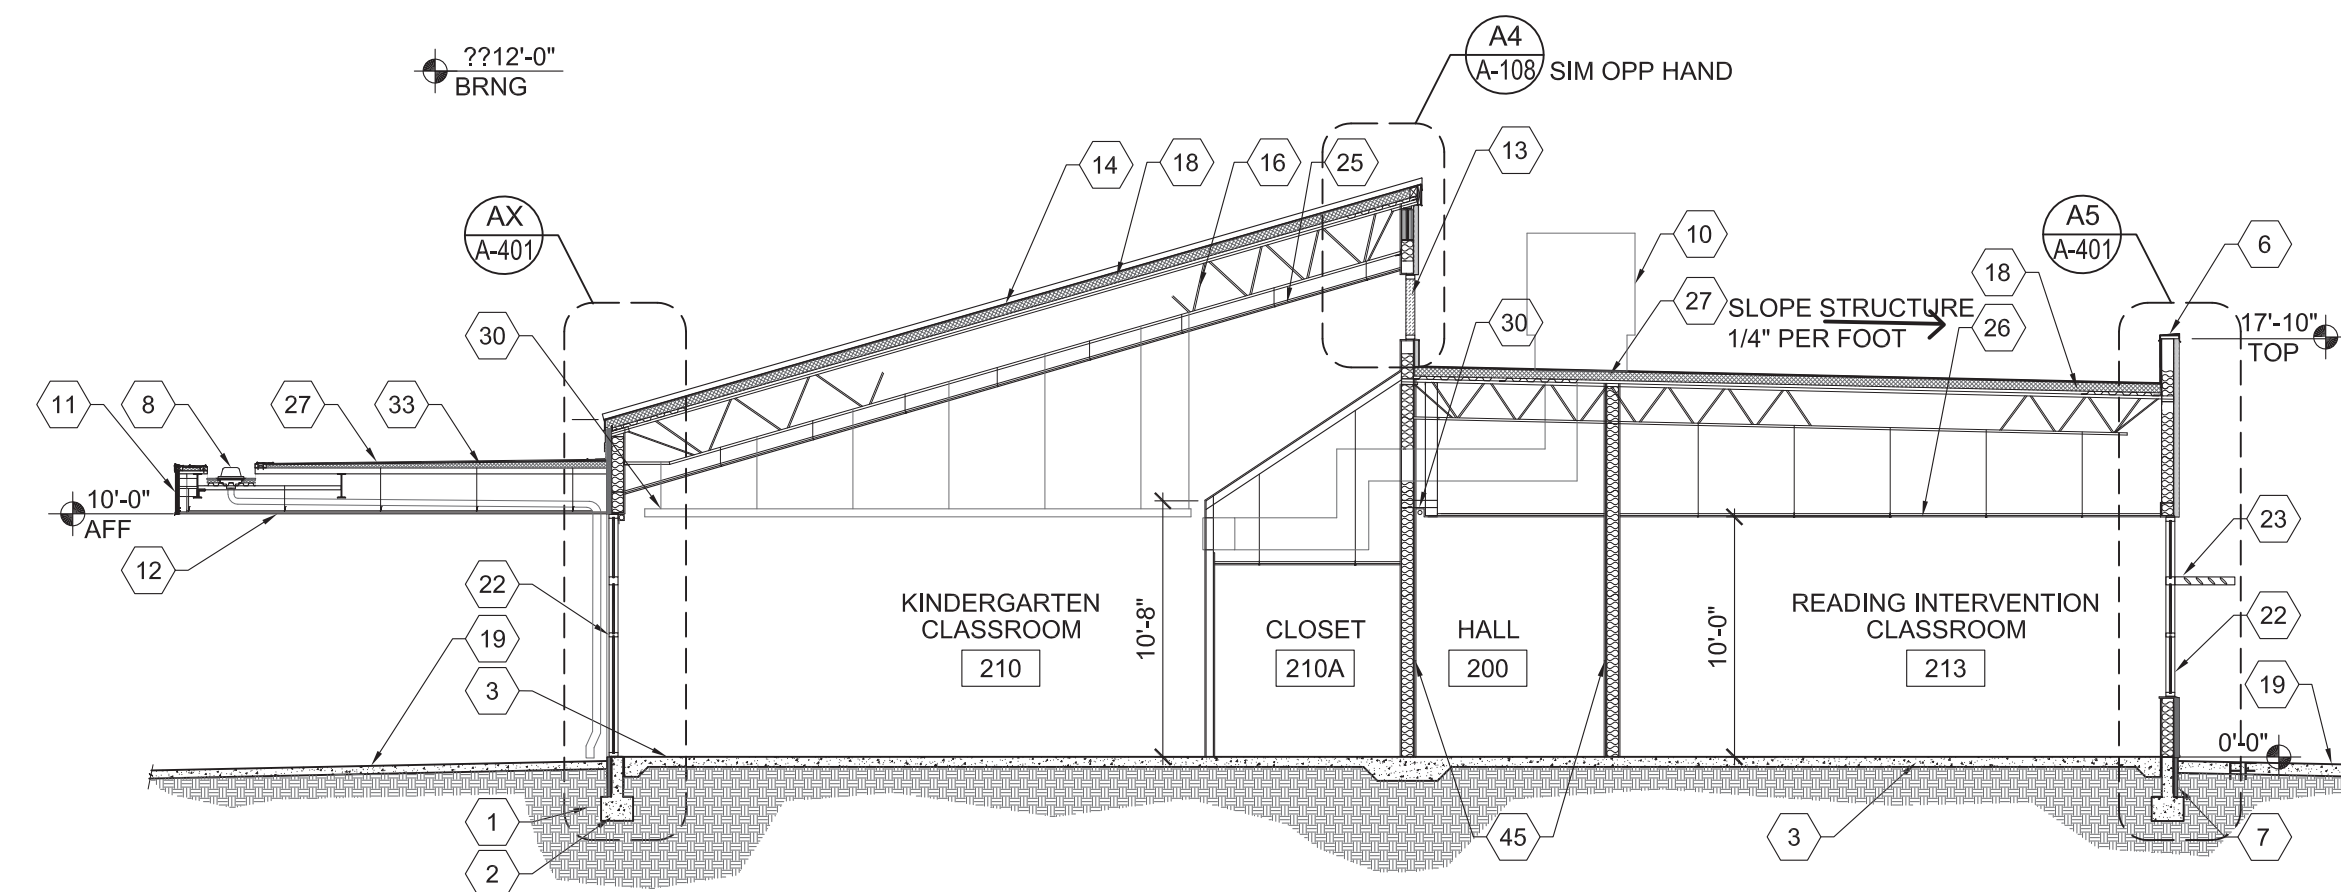 ??12'-0"
BRNG
A4
A-108
SIM OPP HAND
14
18
16
25
13
AX
A-401
10
A5
A-401
6
18
30
30
27
SLOPE STRUCTURE
1/4" PER FOOT
26
17'-10"
TOP
11
8
27
33
10'-0"
AFF
12
23
22
KINDERGARTEN
CLASSROOM
210
10'-8"
CLOSET
210A
HALL
200
10'-0"
READING INTERVENTION
CLASSROOM
213
22
19
3
19
0'-0"
1
2
45
3
7